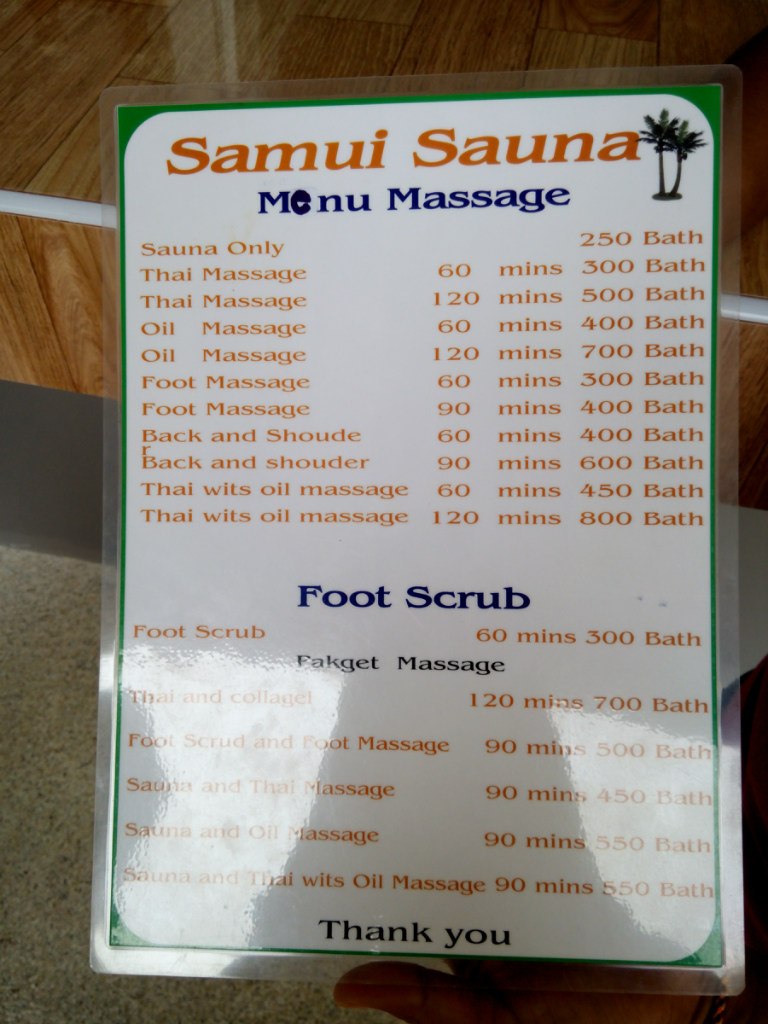 Samui Sauna
Menu Massage
Sauna Only 250 Bath
Thai Massage 60 mins 300 Bath
Thai Massage 120 mins 500 Bath
Oil Massage 60 mins 400 Bath
Oil Massage 120 mins 700 Bath
Foot Massage 60 mins 300 Bath
Foot Massage 90 mins 400 Bath
Back and Shoude 60 mins 400 Bath
r
Back and shouder 90 mins 600 Bath
Thai wits oil massage 60 mins 450 Bath
Thai wits oil massage 120 mins 800 Bath
Foot Scrub
Foot Scrub 60 mins 300 Bath
Fakget Massage
Thai and collagel 120 mins 700 Bath
Foot Scrud and Foot Massage 90 mins 500 Bath
Sauna and Thai Massage 90 mins 450 Bath
Sauna and Oil Massage 90 mins 550 Bath
Sauna and Thai wits Oil Massage 90 mins 550 Bath
Thank you